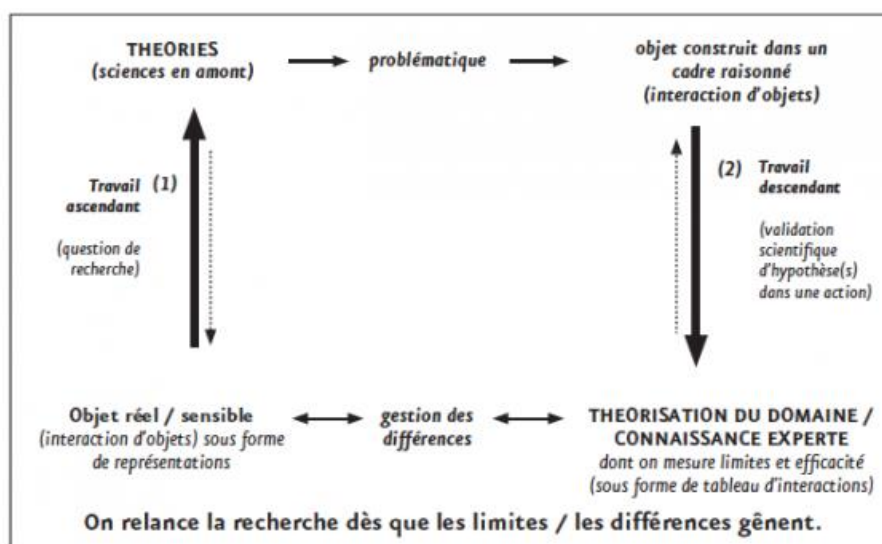 THEORIES
(sciences en amont)
problématique
objet construit dans un
cadre raisonné
(interaction d'objets)
Travail (1)
ascendant
(question de
recherche)
(2) Travail
descendant
(validation
scientifique
d'hypothèse(s)
dans une action)
Objet réel / sensible
(interaction d'objets) sous forme
de représentations
gestion des
différences
THEORISATION DU DOMAINE /
CONNAISSANCE EXPERTE
dont on mesure limites et efficacité
(sous forme de tableau d'interactions)
On relance la recherche dès que les limites / les différences gênent.